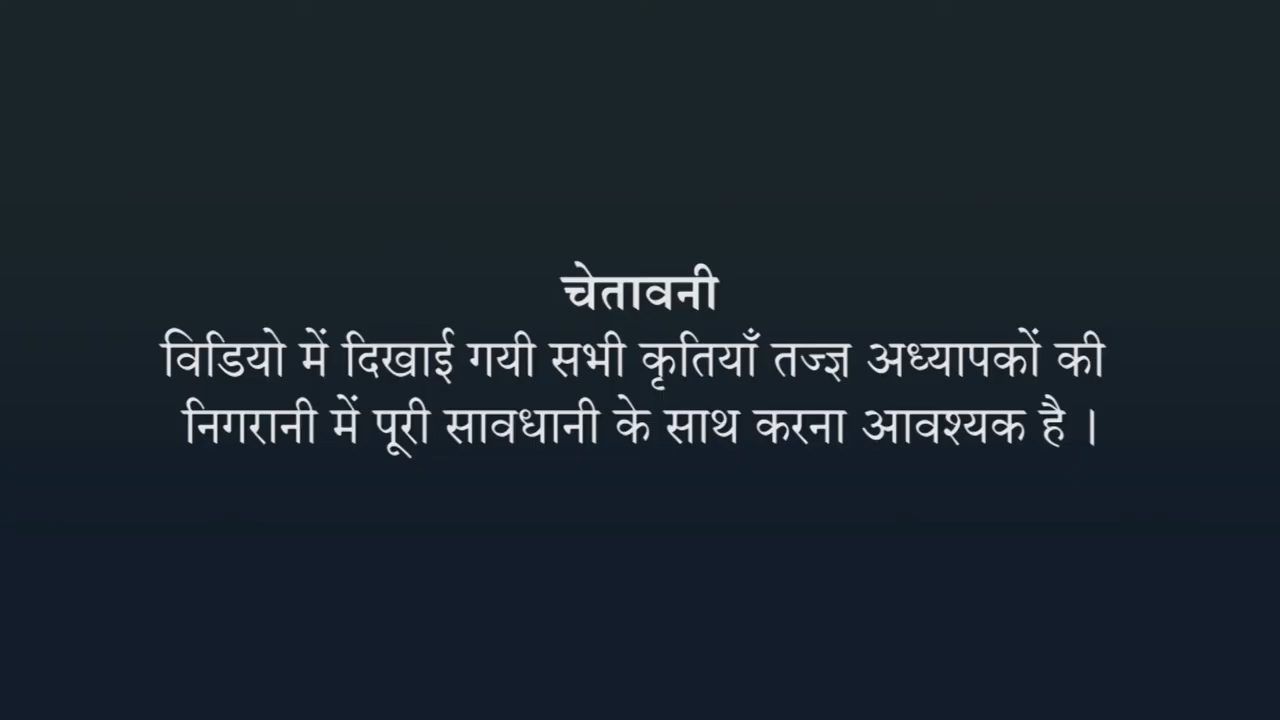 चेतावनी
विडियो में दिखाई गयी सभी कृतियाँ तज्ज्ञ अध्यापकों की
निगरानी में पूरी सावधानी के साथ करना आवश्यक है ।